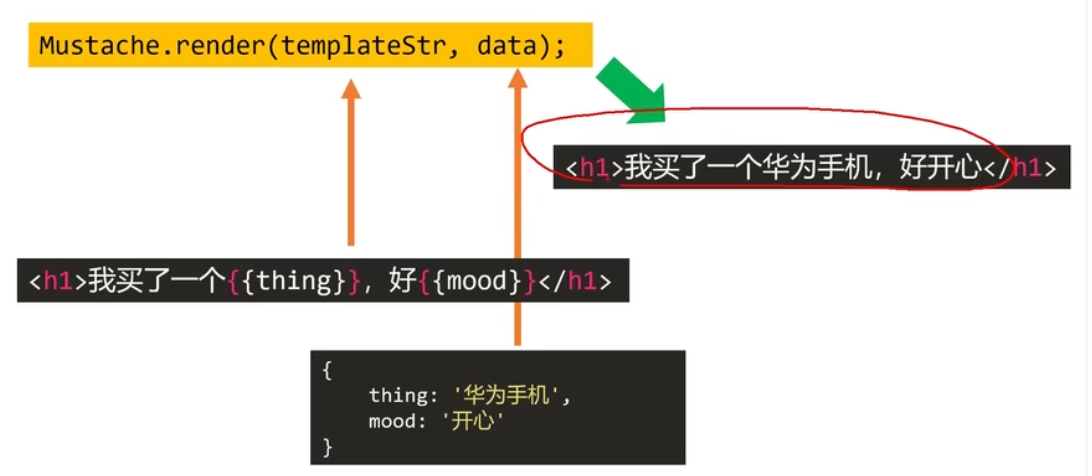 Mustache.render(templateStr, data);
<h1>我买了一个华为手机，好开心</h1>
<h1>我买了一个{{thing}}，好{{mood}}</h1>
{
thing: '华为手机',
mood: '开心'
}